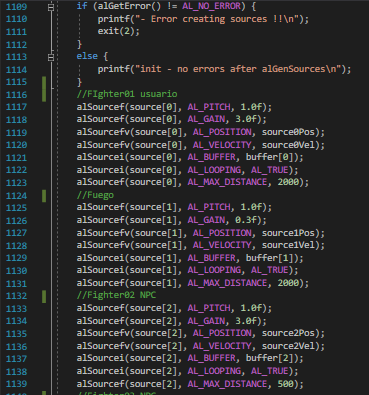 1109 if (alGetError() != AL_NO_ERROR) {
1110 printf("- Error creating sources !!\n");
1111 exit(2);
1112 }
1113 else {
1114 printf("init - no errors after alGenSources\n");
1115 }
1116 //FIghter01 usuario
1117 alSourcef(source[0], AL_PITCH, 1.0f);
1118 alSourcef(source[0], AL_GAIN, 3.0f);
1119 alSourcefv(source[0], AL_POSITION, source0Pos);
1120 alSourcefv(source[0], AL_VELOCITY, source0Vel);
1121 alSourcei(source[0], AL_BUFFER, buffer[0]);
1122 alSourcei(source[0], AL_LOOPING, AL_TRUE);
1123 alSourcei(source[0], AL_MAX_DISTANCE, 2000);
1124 //Fuego
1125 alSourcef(source[1], AL_PITCH, 1.0f);
1126 alSourcef(source[1], AL_GAIN, 0.3f);
1127 alSourcefv(source[1], AL_POSITION, source1Pos);
1128 alSourcefv(source[1], AL_VELOCITY, source1Vel);
1129 alSourcei(source[1], AL_BUFFER, buffer[1]);
1130 alSourcei(source[1], AL_LOOPING, AL_TRUE);
1131 alSourcei(source[1], AL_MAX_DISTANCE, 2000);
1132 //Fighter02 NPC
1133 alSourcef(source[2], AL_PITCH, 1.0f);
1134 alSourcef(source[2], AL_GAIN, 3.0f);
1135 alSourcefv(source[2], AL_POSITION, source2Pos);
1136 alSourcefv(source[2], AL_VELOCITY, source2Vel);
1137 alSourcei(source[2], AL_BUFFER, buffer[2]);
1138 alSourcei(source[2], AL_LOOPING, AL_TRUE);
1139 alSourcei(source[2], AL_MAX_DISTANCE, 500);